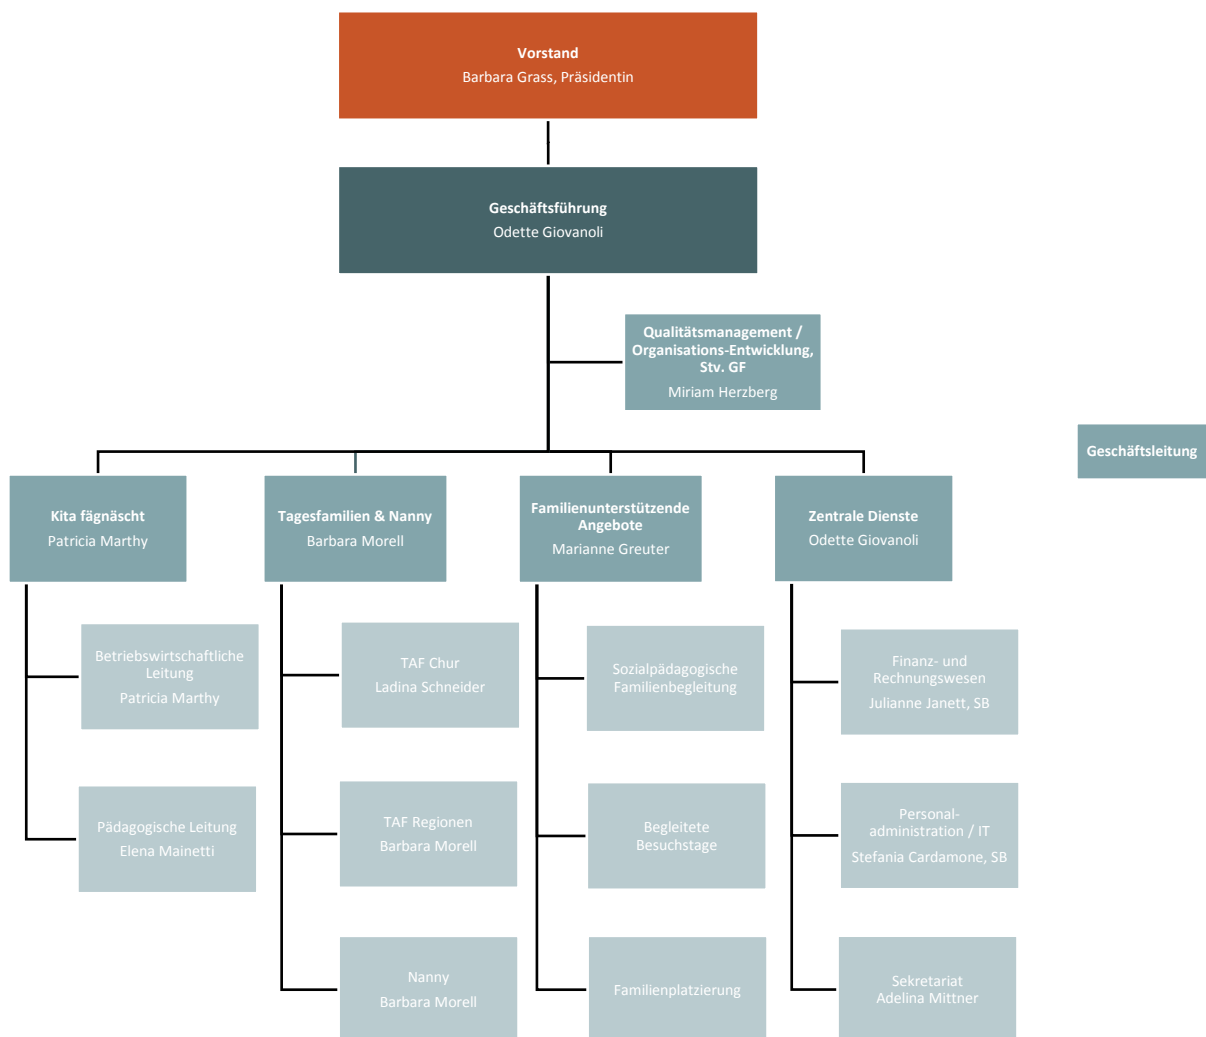 Vorstand
Barbara Grass, Präsidentin
Geschäftsführung
Odette Giovanoli
Qualitätsmanagement /
Organisations-Entwicklung,
Stv. GF
Miriam Herzberg
Geschäftsleitung
Kita fägnäscht
Patricia Marthy
Tagesfamilien & Nanny
Barbara Morell
Familienunterstützende
Angebote
Marianne Greuter
Zentrale Dienste
Odette Giovanoli
Betriebswirtschaftliche
Leitung
Patricia Marthy
TAF Chur
Ladina Schneider
Sozialpädagogische
Familienbegleitung
Finanz- und
Rechnungswesen
Julianne Janett, SB
Pädagogische Leitung
Elena Mainetti
TAF Regionen
Barbara Morell
Begleitete
Besuchstage
Personal-
administration / IT
Stefania Cardamone, SB
Nanny
Barbara Morell
Familienplatzierung
Sekretariat
Adelina Mittner